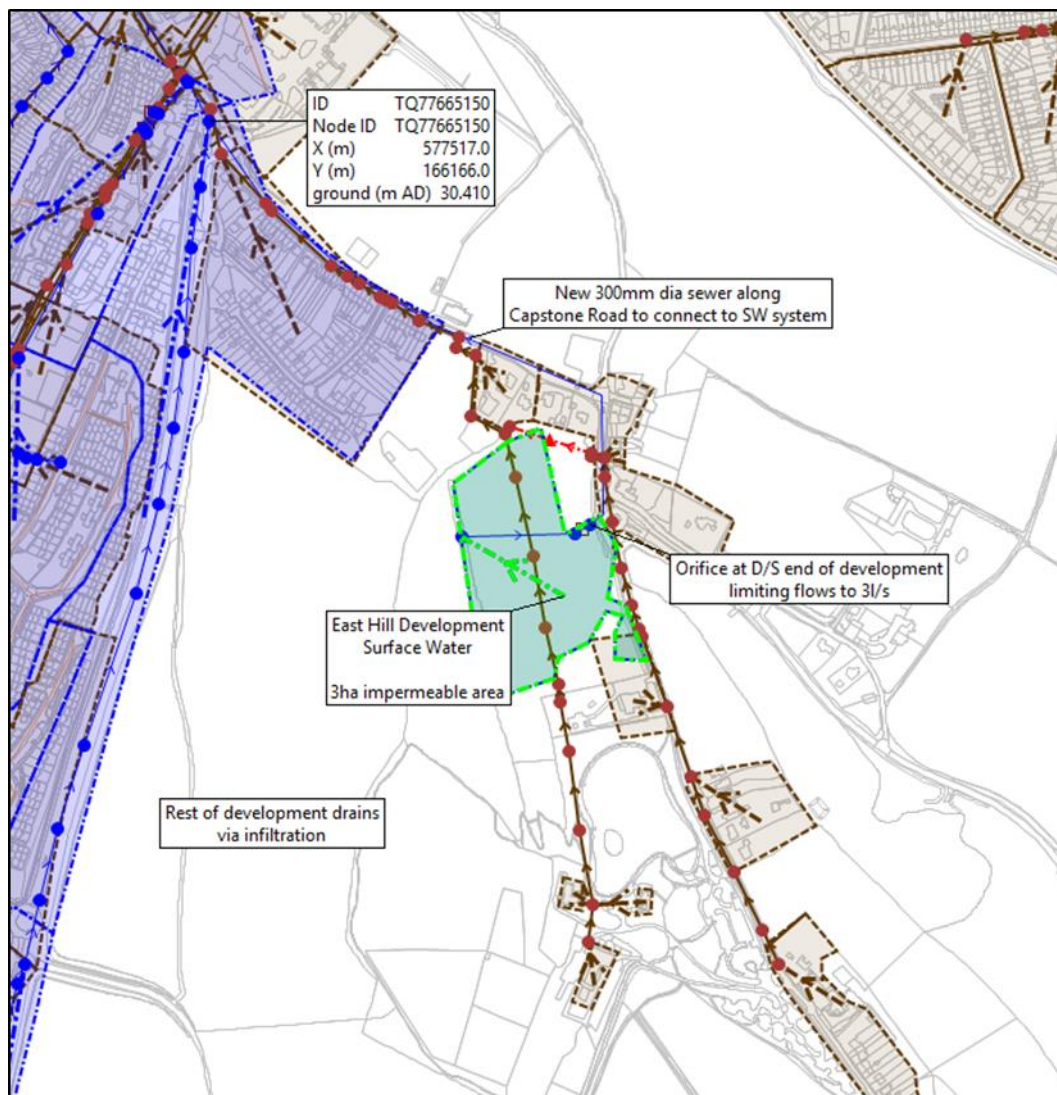 ID TQ77665150
Node ID TQ77665150
X (m) 577517.0
Y (m) 166166.0
ground (m AD) 30.410
New 300mm dia sewer along
Capstone Road to connect to SW system
Orifice at D/S end of development
limiting flows to 3l/s
East Hill Development
Surface Water
3ha impermeable area
Rest of development drains
via infiltration